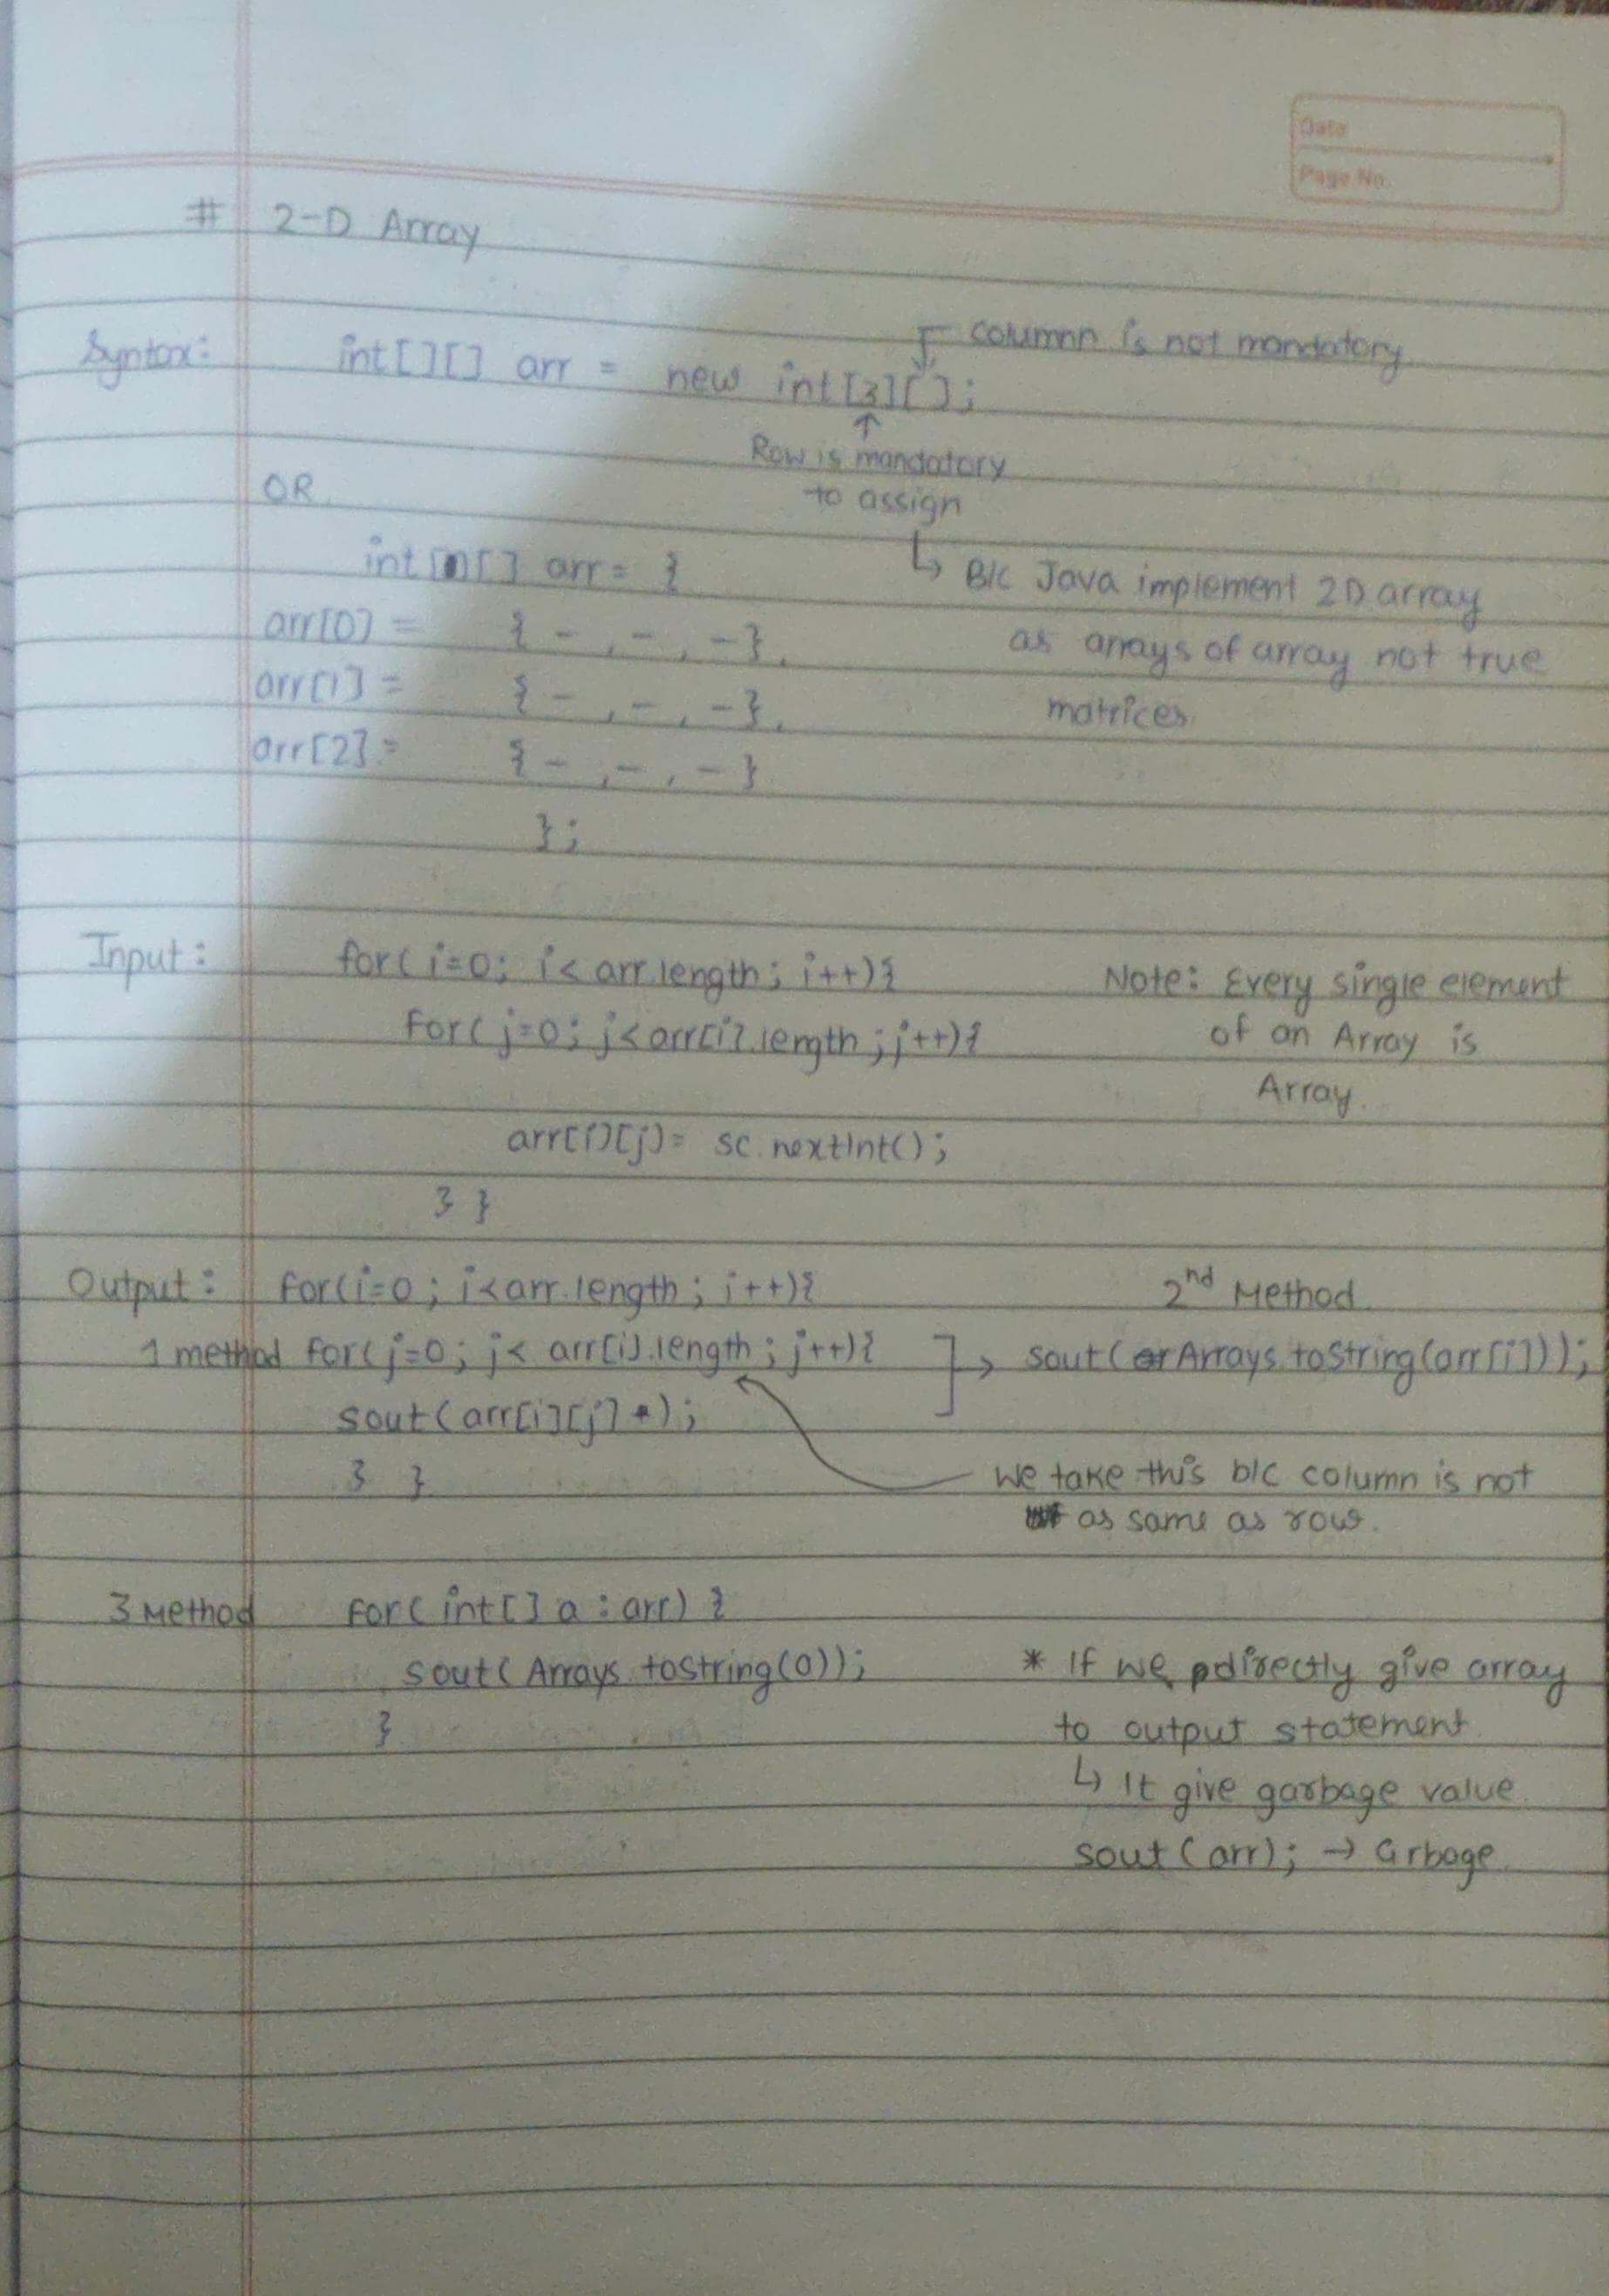 Date
Page No.
# 2-D Array
column is not mandatory
Syntax: int[][] arr = new int[3][];
Row is mandatory
to assign
OR
↳ B/c Java implement 2D array
int[][] arr = {
as arrays of array not true
arr[0] = { - , - , - },
matrices
arr[1] = { - , - , - },
arr[2] = { - , - , - }
};
Input: for( i=0; i< arr.length; i++){
Note: Every single element
for( j=0; j<arr[i].length; j++){
of an Array is
Array.
arr[i][j]= sc.nextInt();
} }
Output: for(i=0; i<arr.length; i++){
2nd Method
1 method for(j=0; j< arr[i].length; j++){
→ sout( Arrays.toString(arr[i]));
sout(arr[i][j] );
} }
we take this b/c column is not
as same as row.
3 Method for( int[] a : arr) {
sout( Arrays.toString(a));
* If we directly give array
}
to output statement
↳ It give garbage value.
sout (arr); → Grbage